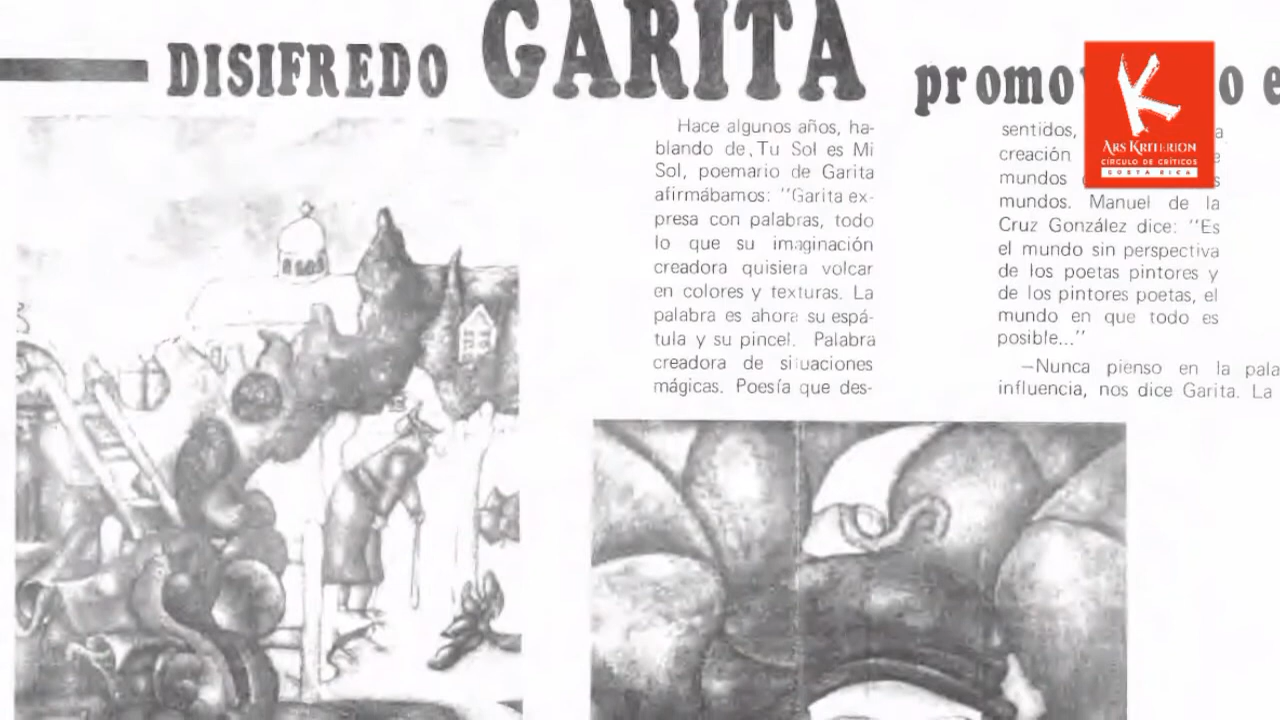 DISIFREDO GARITA
Hace algunos años, ha-
blando de, Tu Sol es Mi
Sol, poemario de Garita
afirmábamos: "Garita ex-
presa con palabras, todo
lo que su imaginación
creadora quisiera volcar
en colores y texturas. La
palabra es ahora su espá-
tula y su pincel. Palabra
creadora de situaciones
mágicas. Poesía que des-
sentidos,
creación
mundos
mundos. Manuel de la
Cruz González dice: "Es
el mundo sin perspectiva
de los poetas pintores y
de los pintores poetas, el
mundo en que todo es
posible..."
—Nunca pienso en la
influencia, nos dice Garita. La
K
ARS KRITERION
CÍRCULO DE CRÍTICOS
COSTA RICA